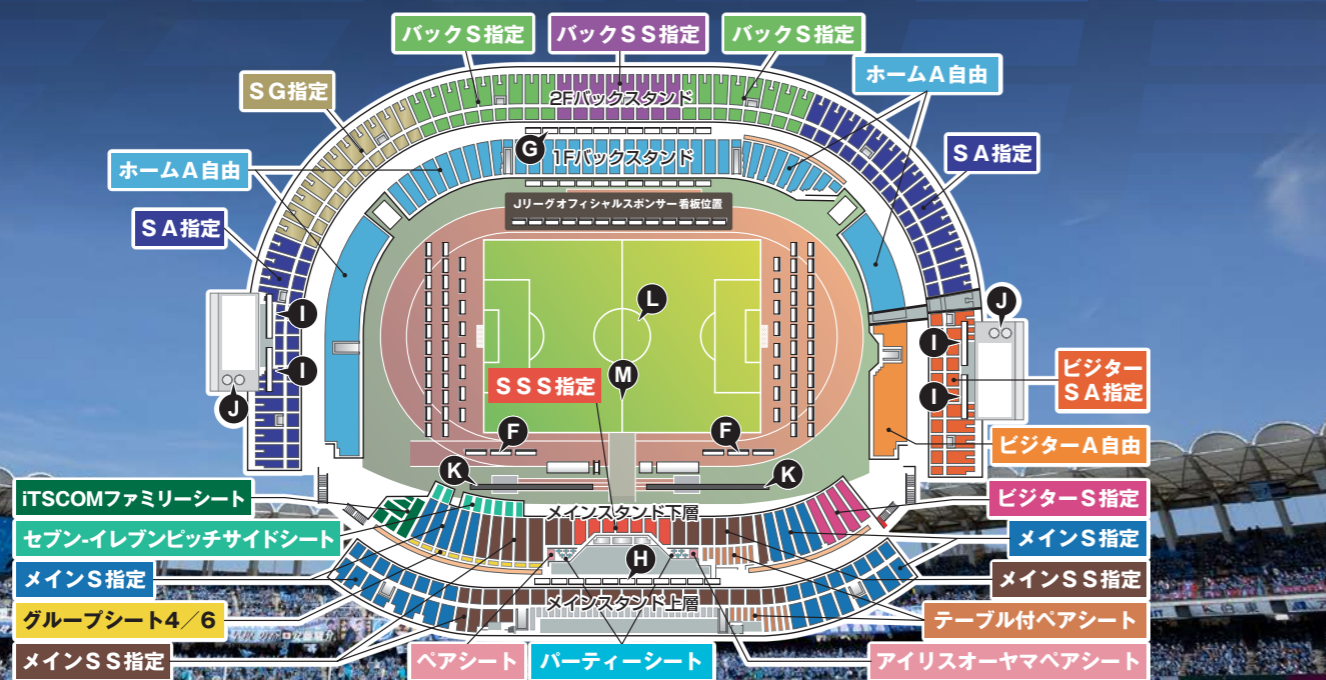 バックS指定
バックSS指定
バックS指定
ホームA自由
SG指定
2Fバックスタンド
G
1Fバックスタンド
SA指定
ホームA自由
SA指定
Jリーグオフィシャルスポンサー看板位置
I
J
L
I
I
J
M
SSS指定
I
ビジター
SA指定
F
F
ビジターA自由
K
K
iTSCOMファミリーシート
メインスタンド下層
ビジターS指定
セブン-イレブンピッチサイドシート
メインS指定
H
メインS指定
メインSS指定
メインスタンド上層
グループシート4/6
テーブル付ペアシート
メインSS指定
ペアシート
パーティーシート
アイリスオーヤマペアシート